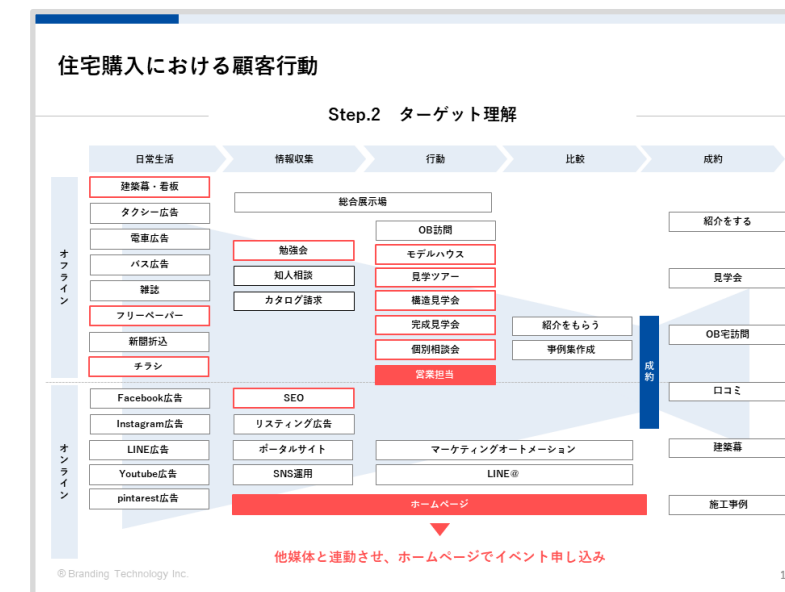 住宅購入における顧客行動
Step.2　ターゲット理解
日常生活
情報収集
行動
比較
成約
オフライン
建築幕・看板
タクシー広告
電車広告
バス広告
雑誌
フリーペーパー
新聞折込
チラシ
総合展示場
勉強会
知人相談
カタログ請求
OB訪問
モデルハウス
見学ツアー
構造見学会
完成見学会
個別相談会
営業担当
紹介をもらう
事例集作成
成約
紹介をする
見学会
OB宅訪問
口コミ
建築幕
施工事例
オンライン
Facebook広告
Instagram広告
LINE広告
Youtube広告
pintarest広告
SEO
リスティング広告
ポータルサイト
SNS運用
マーケティングオートメーション
LINE@
ホームページ
他媒体と連動させ、ホームページでイベント申し込み
® Branding Technology Inc.
1